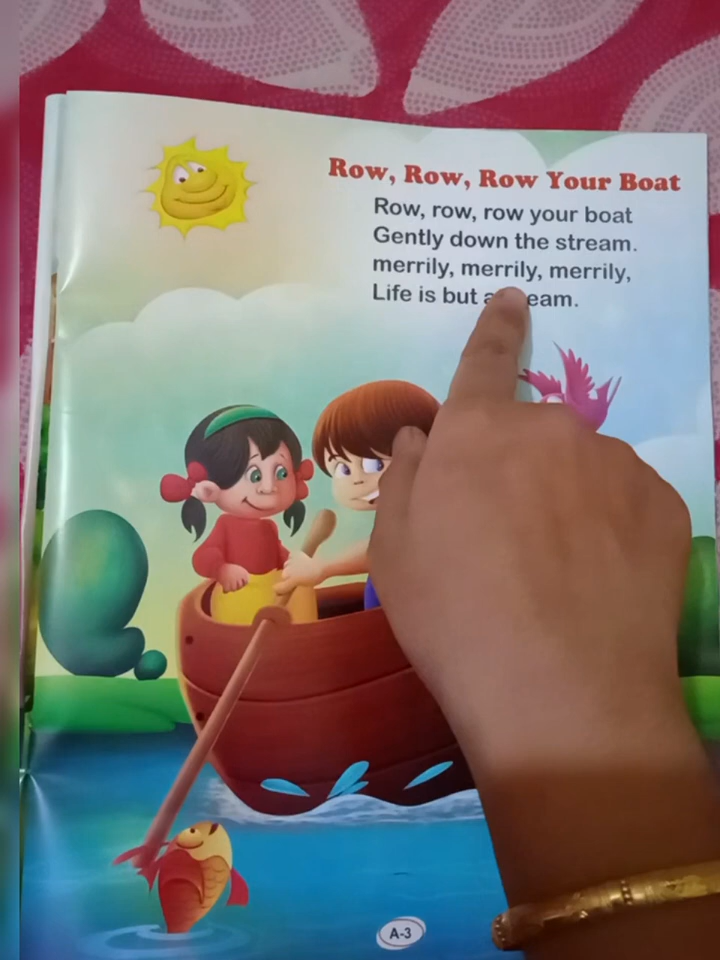 Row, Row, Row Your Boat
Row, row, row your boat
Gently down the stream.
merrily, merrily, merrily,
Life is but a
A-3